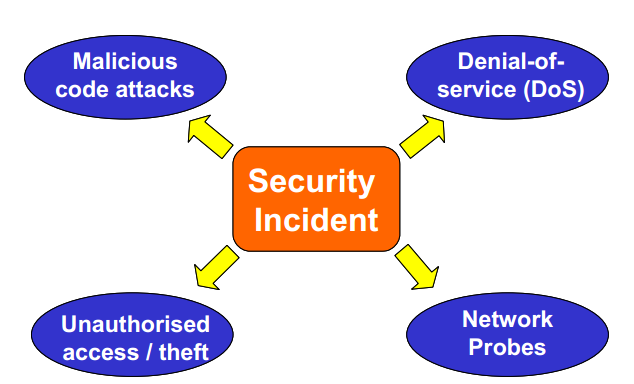 Malicious
code attacks
Denial-of-
service (DoS)
Security
Incident
Unauthorised
access / theft
Network
Probes